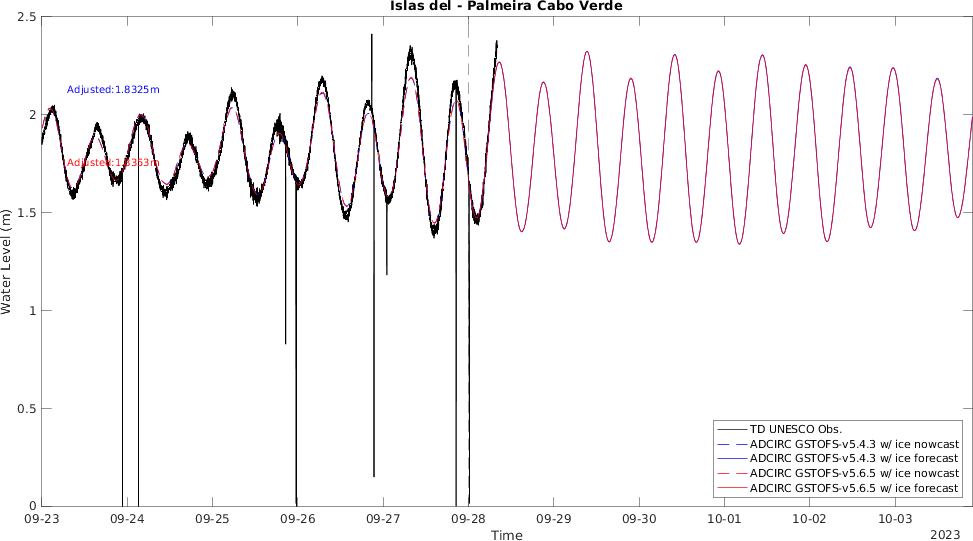 Islas del - Palmeira Cabo Verde
2.5
2
1.5
1
0.5
0
Water Level (m)
Adjusted:1.8325m
Adjusted:1.8363m
TD UNESCO Obs.
ADCIRC GSTOFS-v5.4.3 w/ ice nowcast
ADCIRC GSTOFS-v5.4.3 w/ ice forecast
ADCIRC GSTOFS-v5.6.5 w/ ice nowcast
ADCIRC GSTOFS-v5.6.5 w/ ice forecast
09-23 09-24 09-25 09-26 09-27 09-28 09-29 09-30 10-01 10-02 10-03
Time
2023